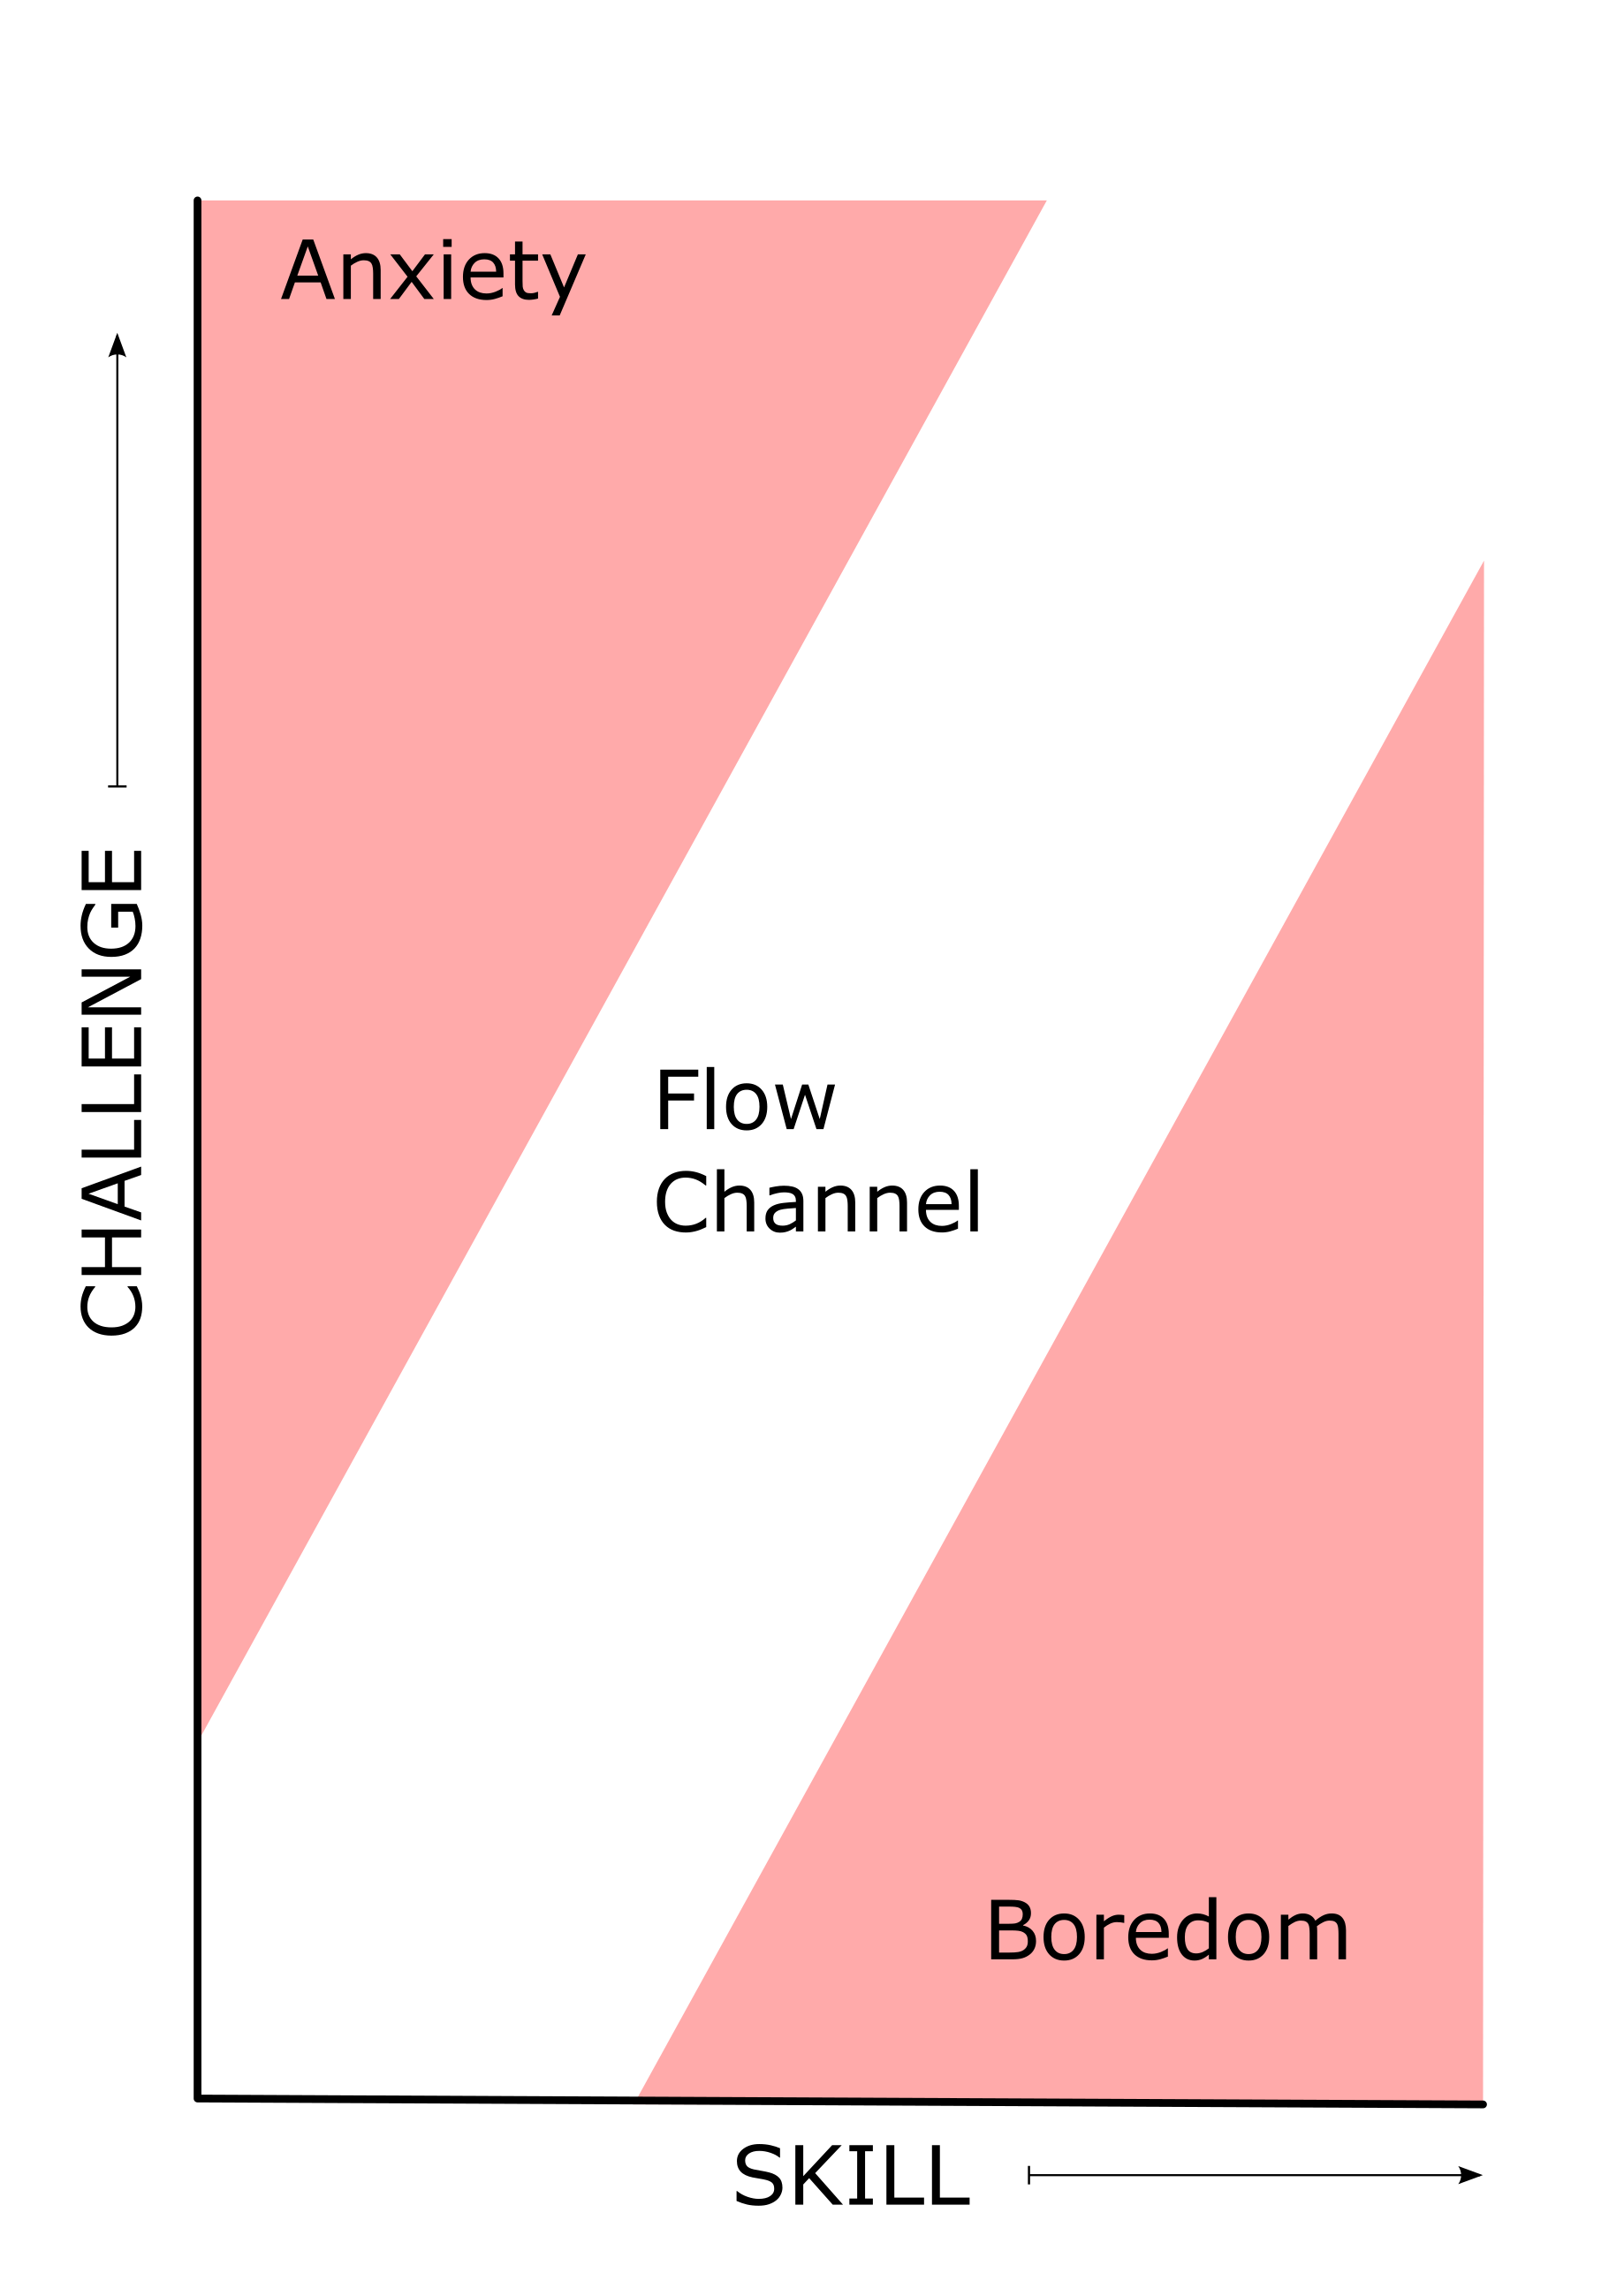 Anxiety
CHALLENGE
Flow
Channel
Boredom
SKILL